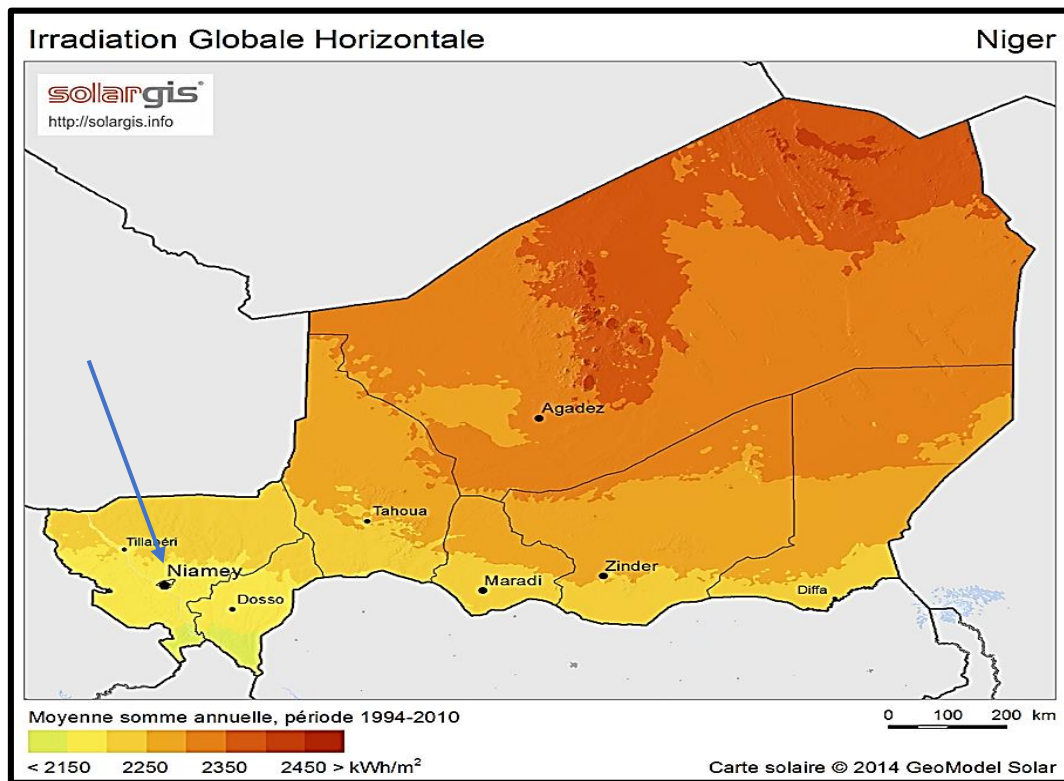 Irradiation Globale Horizontale Niger
solargis
http://solargis.info
Agadez
Tahoua
Tillabéri
Niamey
Dosso
Maradi
Zinder
Diffa
Moyenne somme annuelle, période 1994-2010
0 100 200 km
< 2150 2250 2350 2450 > kWh/m²
Carte solaire © 2014 GeoModel Solar